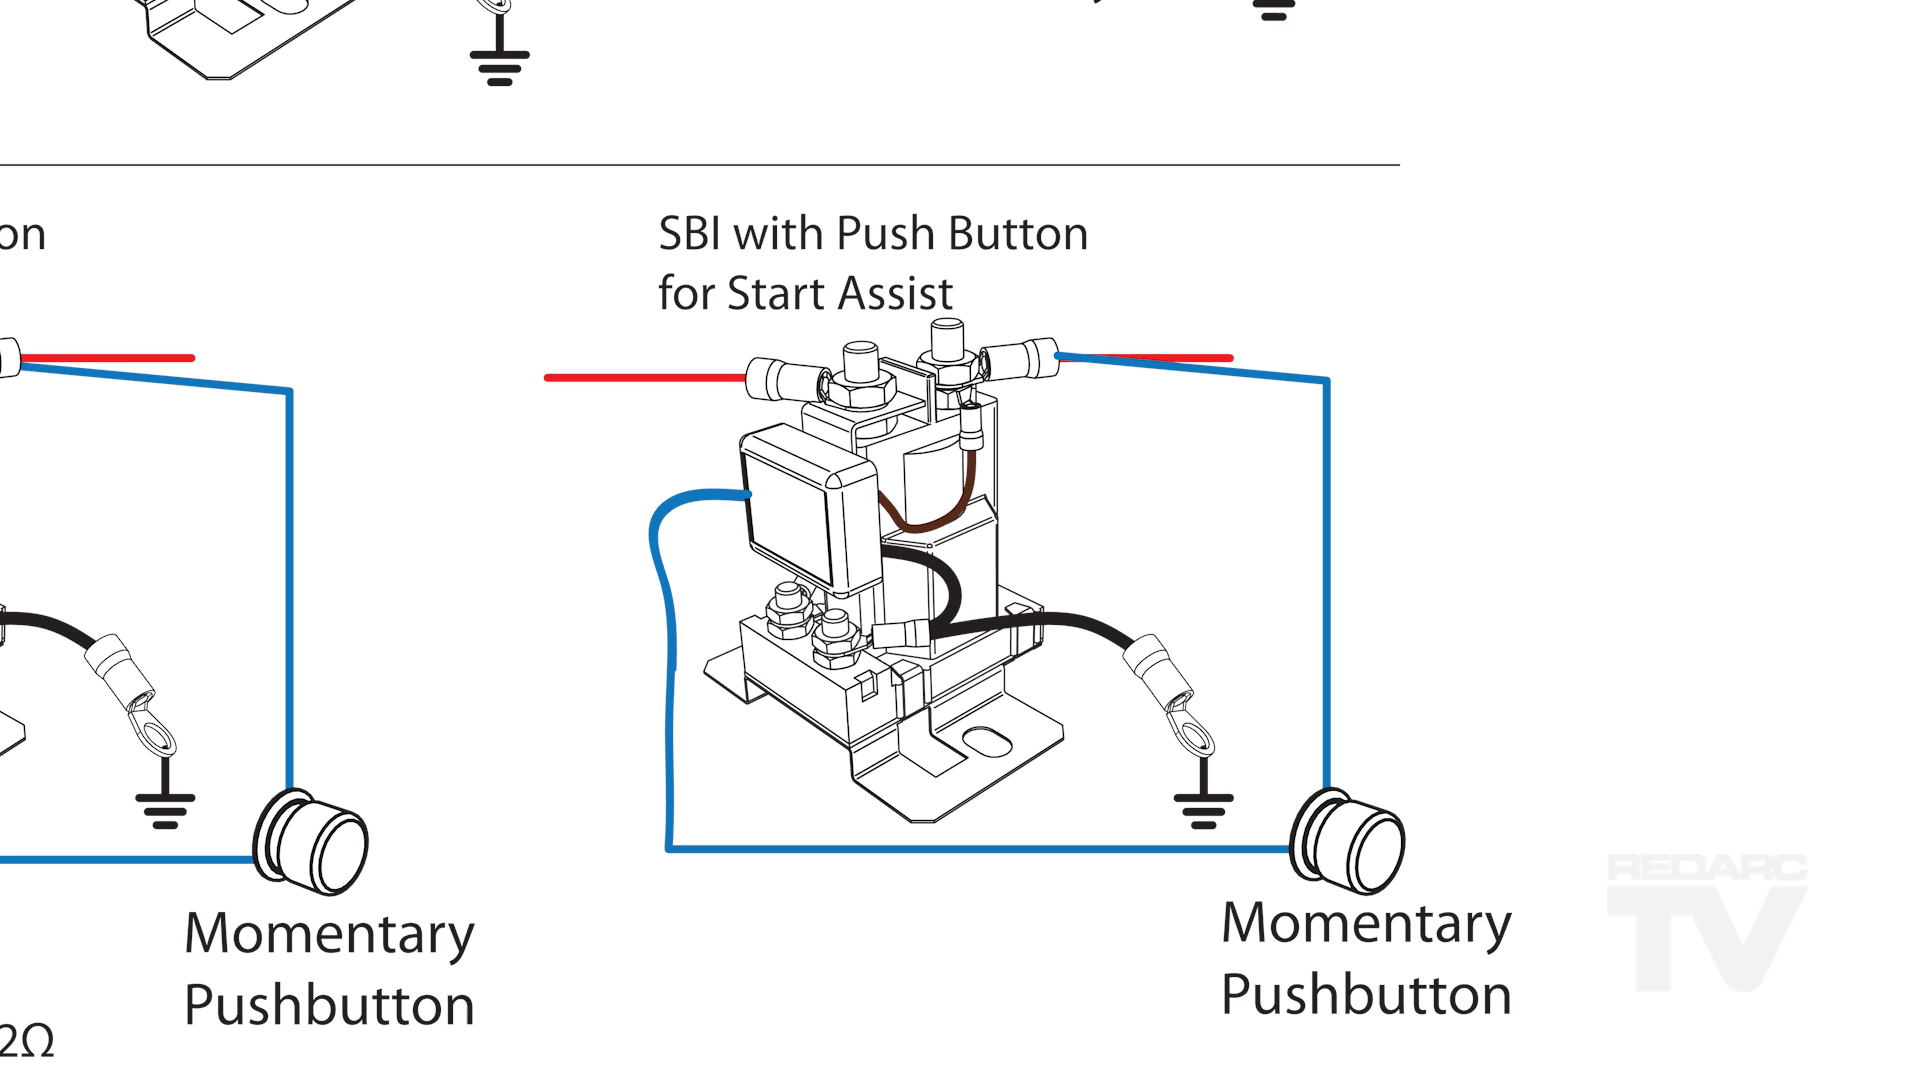 on
SBI with Push Button
for Start Assist
Momentary
Pushbutton
2Ω
Momentary
Pushbutton
REDARC
TV